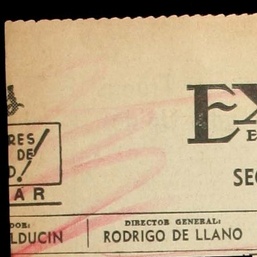 EX
E
RES
DE
O!
SEC
AR
DOR:
LDUCIN
DIRECTOR GENERAL:
RODRIGO DE LLANO